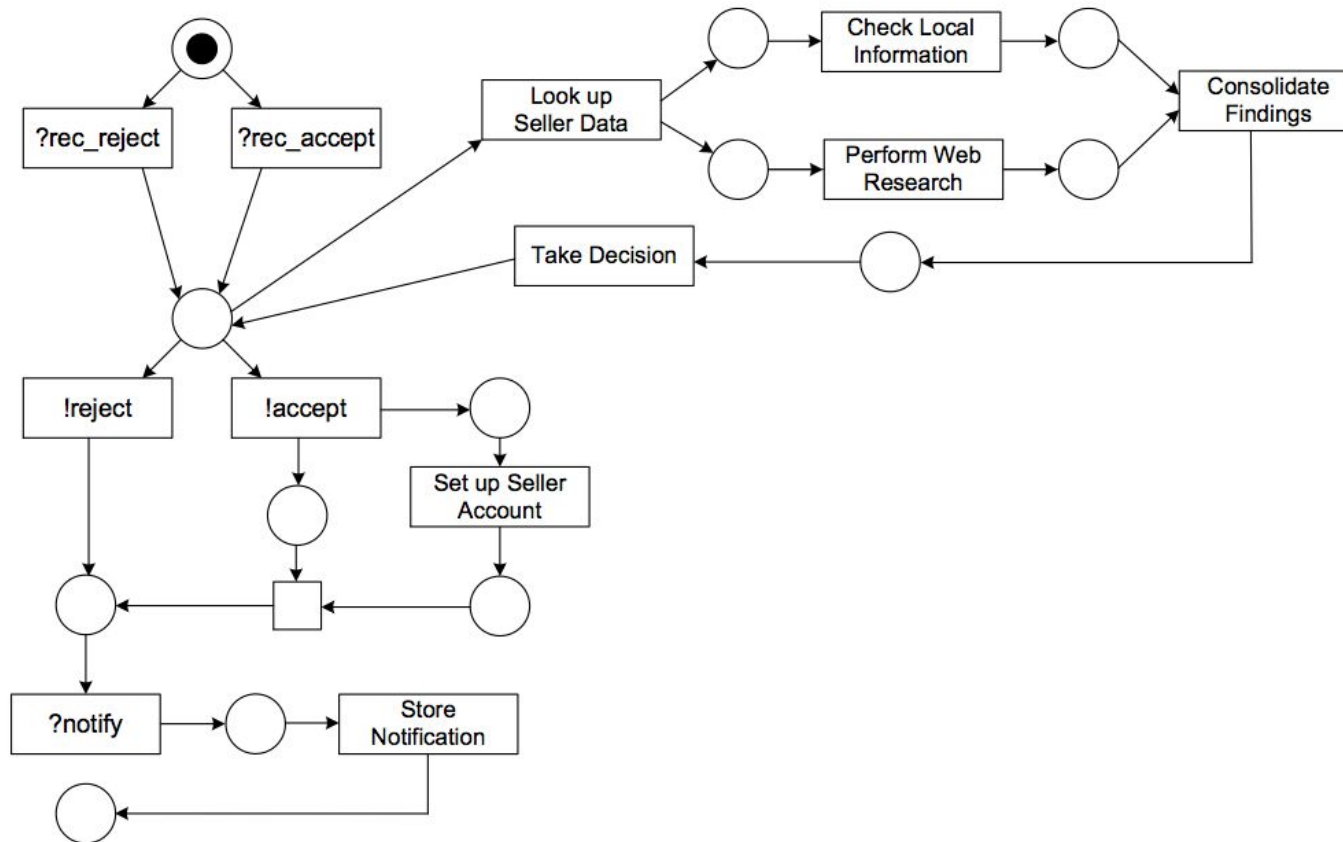 Check Local
Information
Look up
Seller Data
Consolidate
Findings
?rec_reject
?rec_accept
Perform Web
Research
Take Decision
!reject
!accept
Set up Seller
Account
?notify
Store
Notification